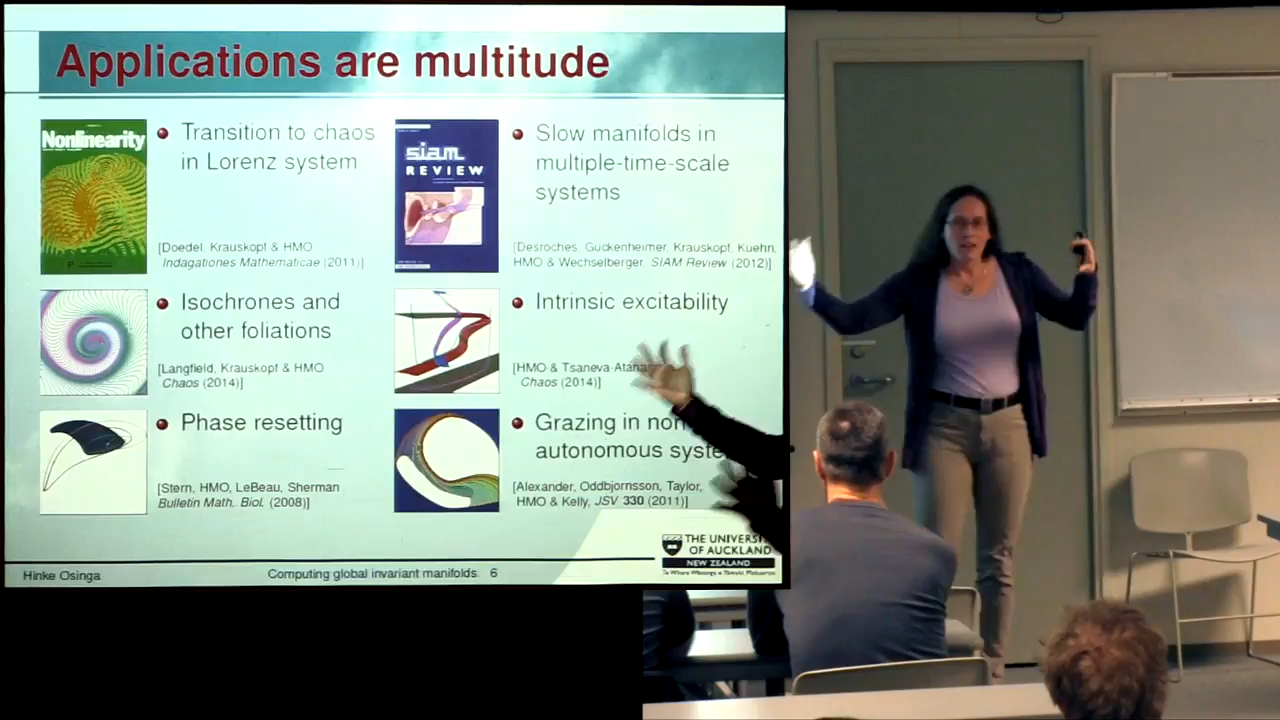 Applications are multitude
Nonlinearity
Transition to chaos
in Lorenz system
[Doedel, Krauskopf & HMO
Indagationes Mathematicae (2011)]
siam
REVIEW
Slow manifolds in
multiple-time-scale
systems
[Desroches, Guckenheimer, Krauskopf, Kuehn,
HMO & Wechselberger, SIAM Review (2012)]
Isochrones and
other foliations
[Langfield, Krauskopf & HMO
Chaos (2014)]
Intrinsic excitability
[HMO & Tsaneva-Atana
Chaos (2014)]
Phase resetting
[Stern, HMO, LeBeau, Sherman
Bulletin Math. Biol. (2008)]
Grazing in non
autonomous syste
[Alexander, Oddbjornsson, Taylor,
HMO & Kelly, JSV 330 (2011)]
THE UNIVERSI
OF AUCKLAND
NEW ZEALAND
Hinke Osinga
Computing global invariant manifolds 6